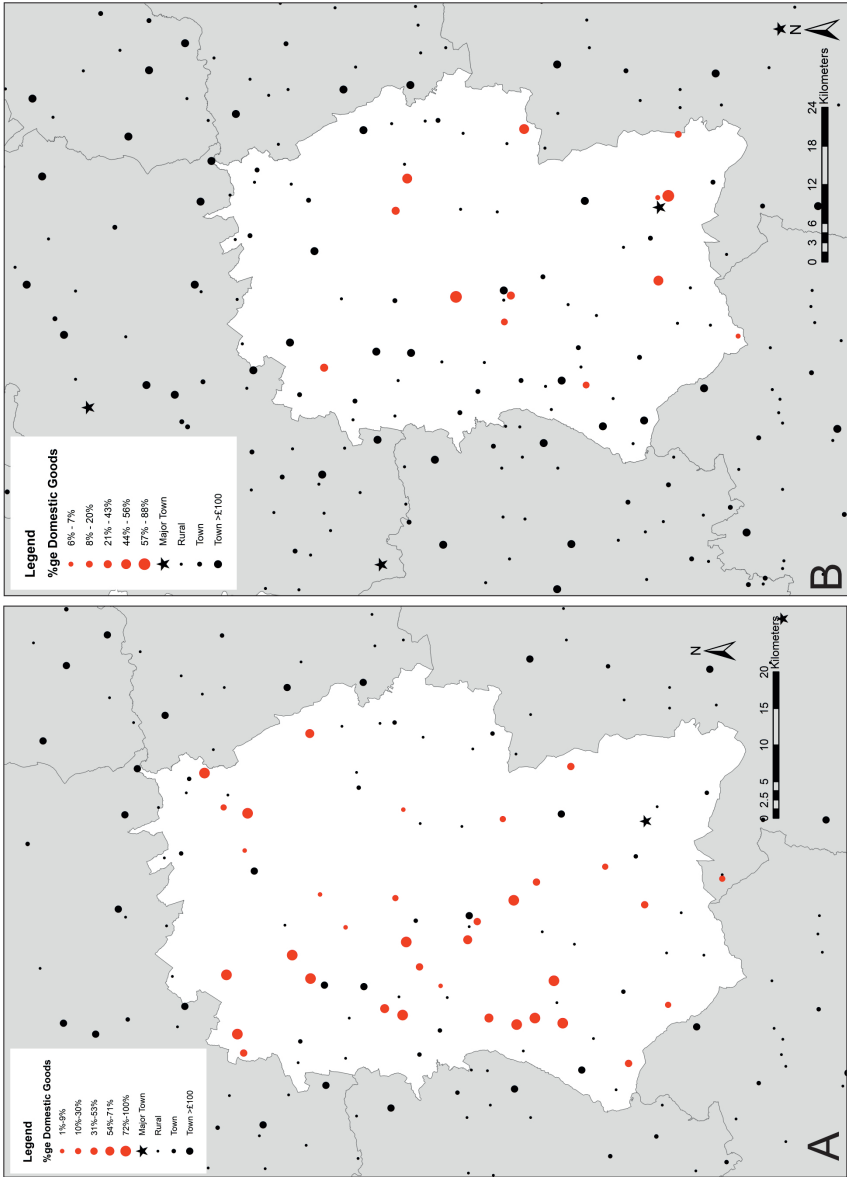 Legend
%ge Domestic Goods
1%-9%
10%-30%
31%-53%
54%-71%
72%-100%
Major Town
Rural
Town
Town >£100
N
0 2.5 5 10 15 20
Kilometers
A
Legend
%ge Domestic Goods
6% - 7%
8% - 20%
21% - 43%
44% - 56%
57% - 88%
Major Town
Rural
Town
Town >£100
N
0 3 6 12 18 24
Kilometers
B